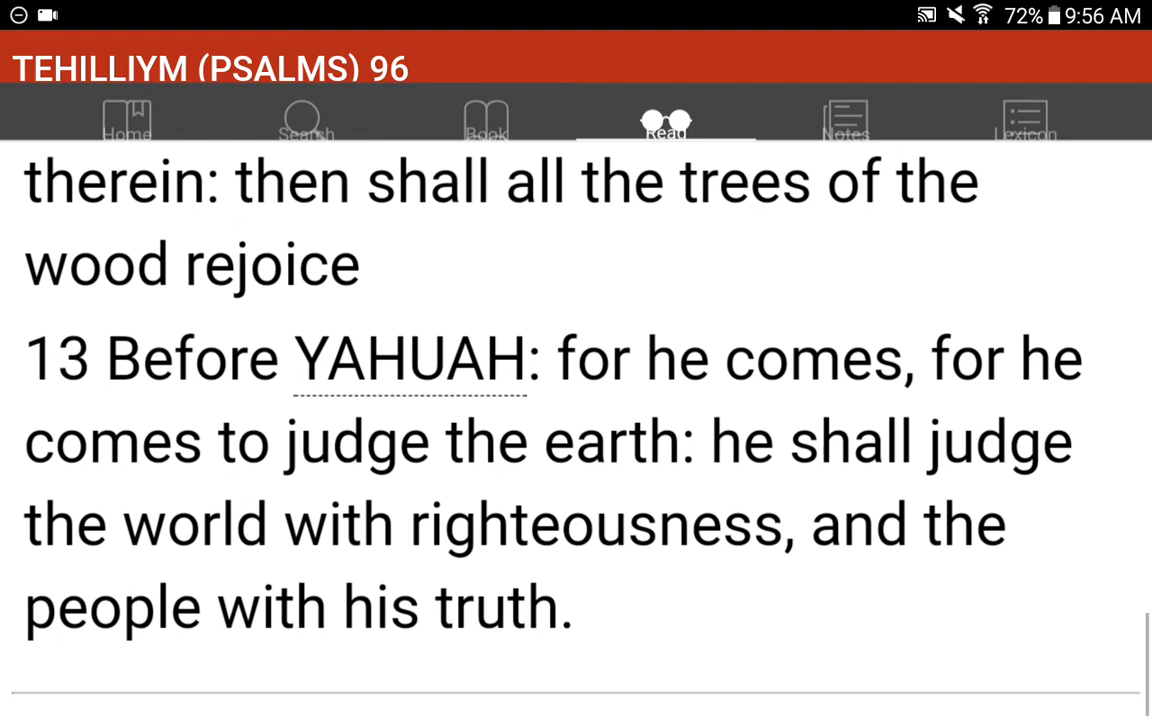 72% 9:56 AM
TEHILLIYM (PSALMS) 96
Home Search Book Read Notes Lexicon
therein: then shall all the trees of the
wood rejoice
13 Before YAHUAH: for he comes, for he
comes to judge the earth: he shall judge
the world with righteousness, and the
people with his truth.